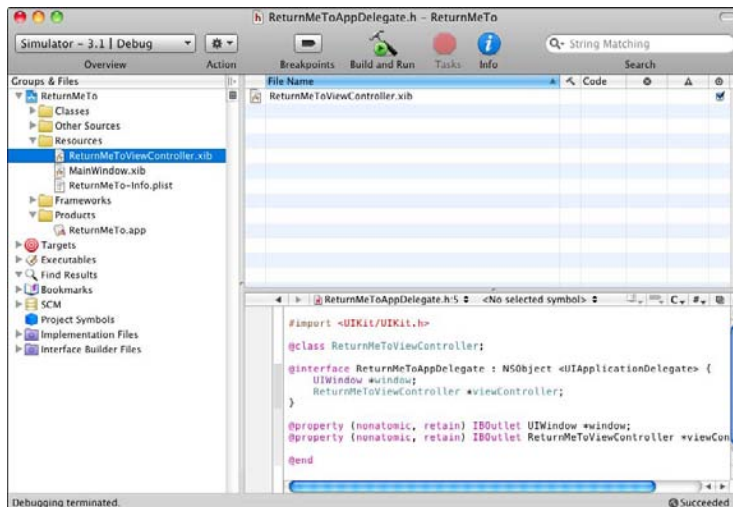 ReturnMeToAppDelegate.h - ReturnMeTo
Simulator - 3.1 | Debug
String Matching
Overview
Action
Breakpoints
Build and Run
Tasks
Info
Search
Groups & Files
ReturnMeTo
Classes
Other Sources
Resources
ReturnMeToViewController.xib
MainWindow.xib
ReturnMeTo-Info.plist
Frameworks
Products
ReturnMeTo.app
Targets
Executables
Find Results
Bookmarks
SCM
Project Symbols
Implementation Files
Interface Builder Files
File Name
Code
ReturnMeToViewController.xib
ReturnMeToAppDelegate.h:5
<No selected symbol>
C, #,
#import <UIKit/UIKit.h>
@class ReturnMeToViewController;
@interface ReturnMeToAppDelegate : NSObject <UIApplicationDelegate> {
UIWindow *window;
ReturnMeToViewController *viewController;
}
@property (nonatomic, retain) IBOutlet UIWindow *window;
@property (nonatomic, retain) IBOutlet ReturnMeToViewController *viewCon
@end
Debugging terminated.
Succeeded